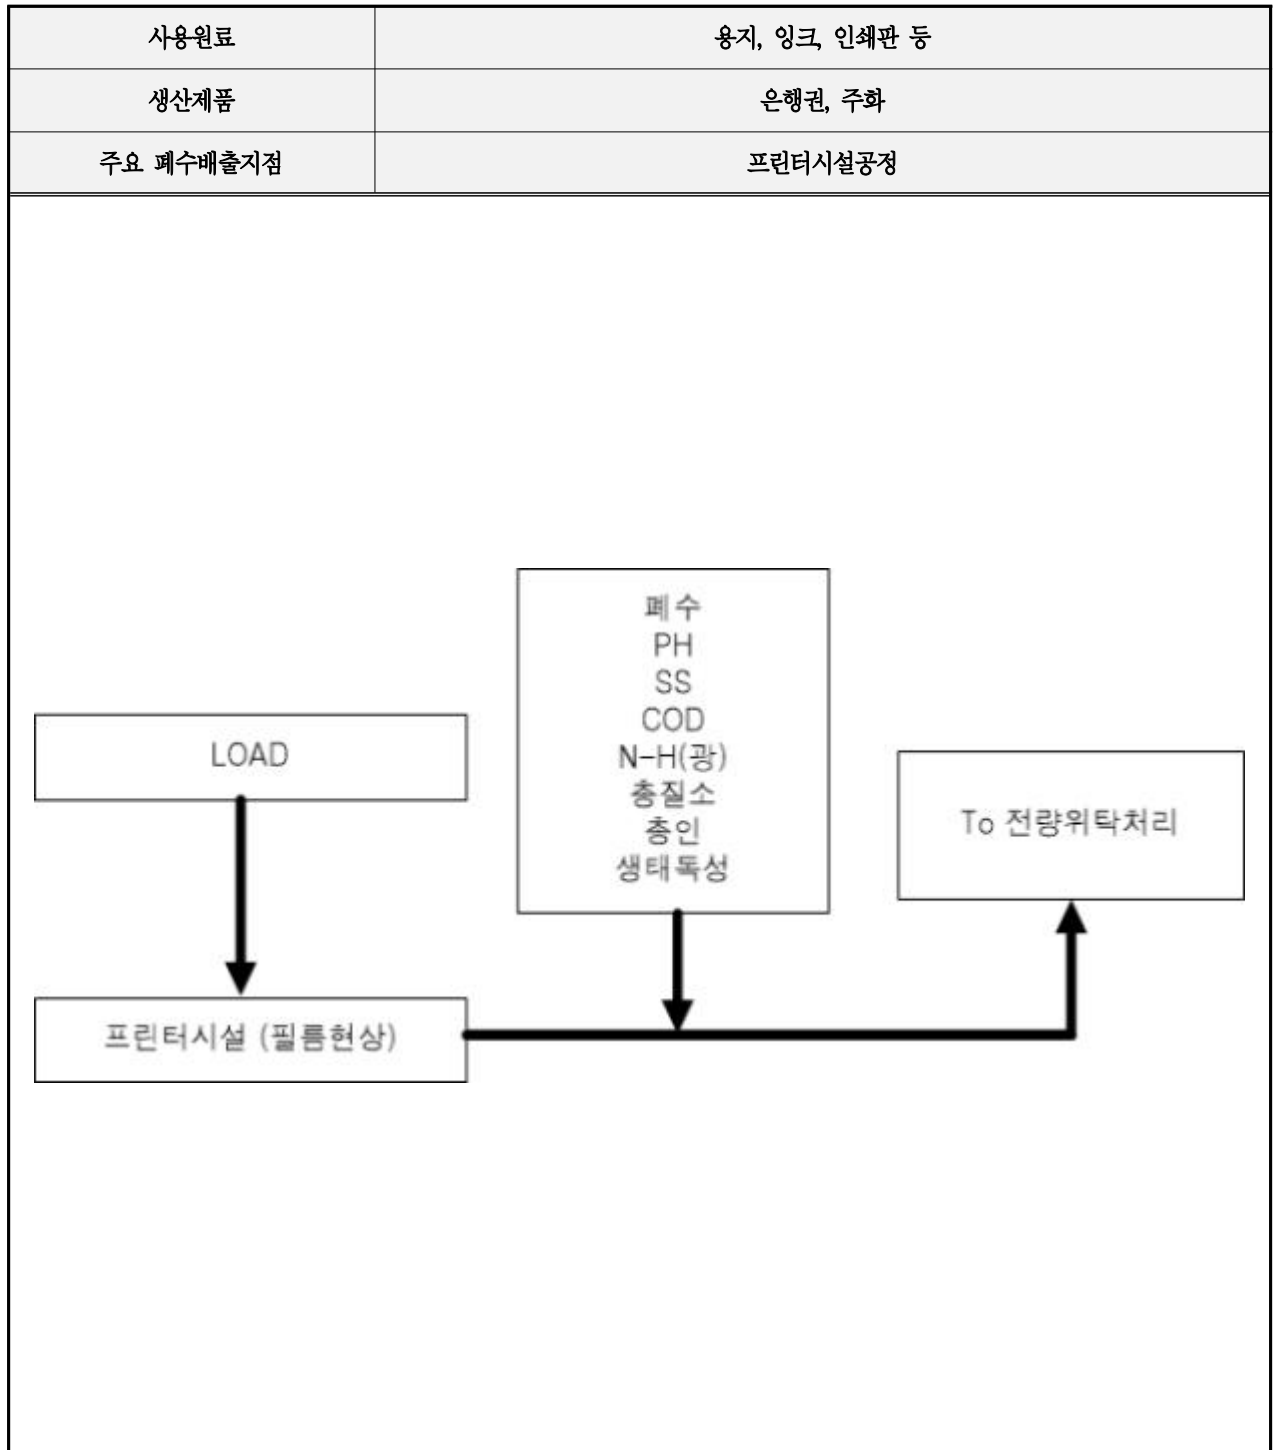 사용원료 용지, 잉크, 인쇄판 등
생산제품 은행권, 주화
주요 폐수배출지점 프린터시설공정
폐수
PH
SS
COD
N-H(광)
총질소
총인
생태독성
LOAD
To 전량위탁처리
프린터시설 (필름현상)